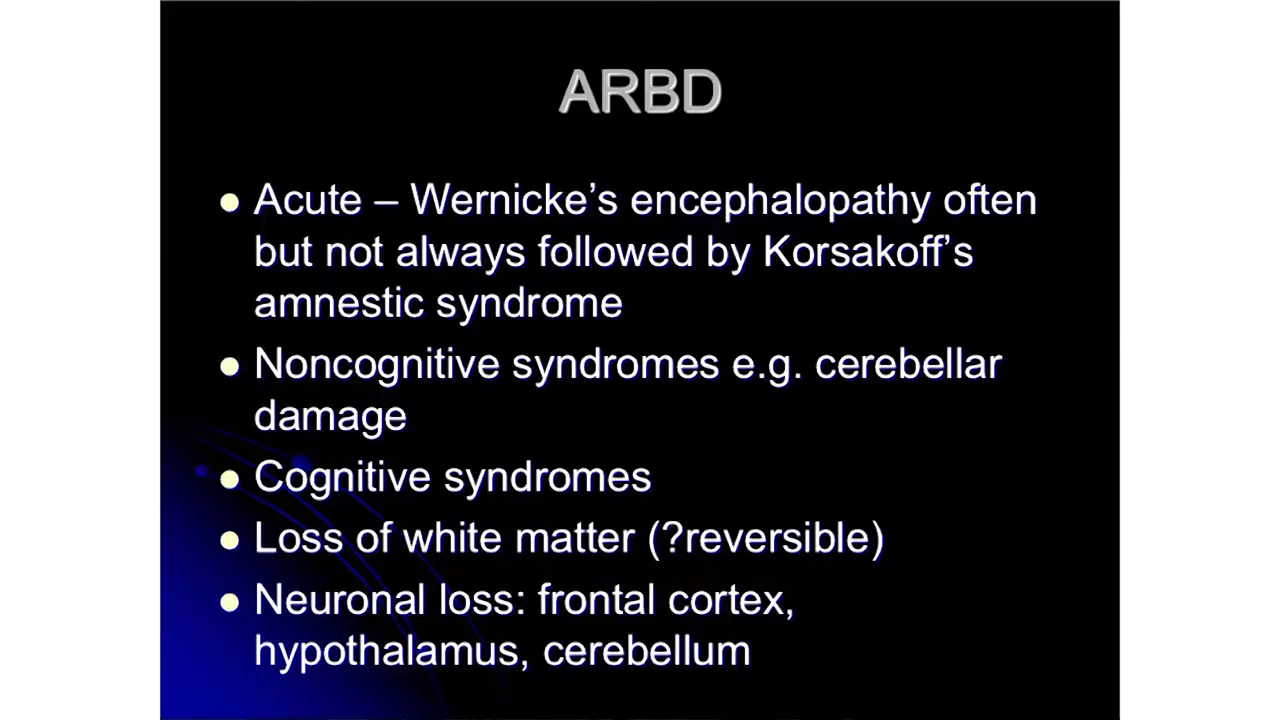 ARBD
● Acute – Wernicke’s encephalopathy often
but not always followed by Korsakoff’s
amnestic syndrome
● Noncognitive syndromes e.g. cerebellar
damage
● Cognitive syndromes
● Loss of white matter (?reversible)
● Neuronal loss: frontal cortex,
hypothalamus, cerebellum